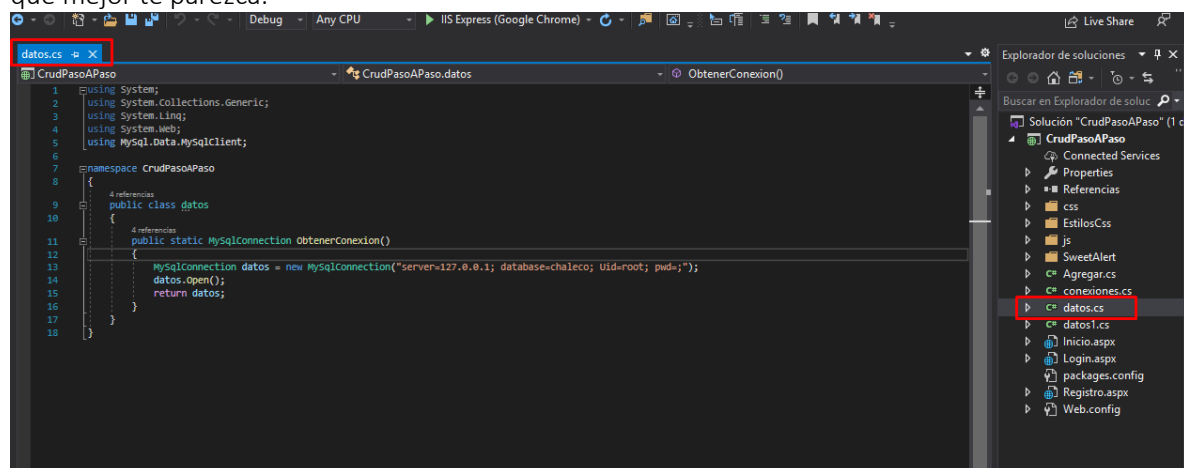 que mejor te parezca.
Debug Any CPU IIS Express (Google Chrome) Live Share
datos.cs
CrudPasoAPaso CrudPasoAPaso.datos ObtenerConexion()
1 using System;
2 using System.Collections.Generic;
3 using System.Linq;
4 using System.Web;
5 using MySql.Data.MySqlClient;
6
7 namespace CrudPasoAPaso
8 {
4 referencias
9 public class datos
10 {
4 referencias
11 public static MySqlConnection ObtenerConexion()
12 {
13 MySqlConnection datos = new MySqlConnection("server=127.0.0.1; database=chaleco; Uid=root; pwd=;");
14 datos.Open();
15 return datos;
16 }
17 }
18 }
Explorador de soluciones
Buscar en Explorador de soluc
Solución "CrudPasoAPaso" (1 c
CrudPasoAPaso
Connected Services
Properties
Referencias
css
EstilosCss
js
SweetAlert
C# Agregar.cs
C# conexiones.cs
C# datos.cs
C# datos1.cs
Inicio.aspx
Login.aspx
packages.config
Registro.aspx
Web.config